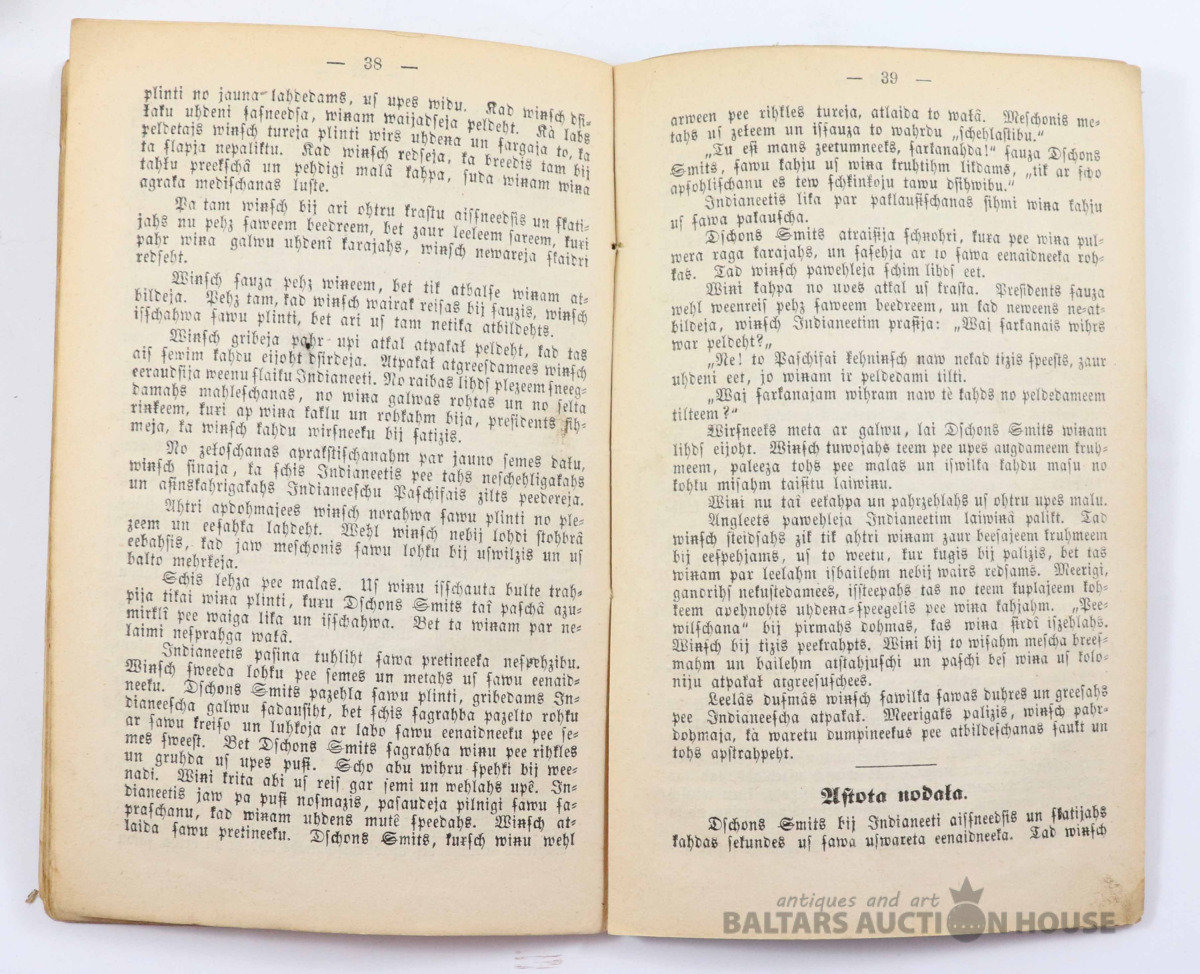 — 38 —
plinti no jauna lahdedams, uſ upes widu. Kad winſch dſi-
łaku uhdeni ſaſneedſa, winam waijadſeja peldeht. Kà labs
peldetajs winſch tureja plinti wirs uhdena un ſargaja to, ka
ta ſlapja nepaliktu. Kad winſch redſeja, ka breedis tam bij
tahłu preekſchâ un pehdigi malâ kahpa, ſuda winam wina
agraka mediſchanas luſte.
Pa tam winſch bij ari ohtru kraſtu aiſſneedſis un ſkati-
jahs nu pehz ſaweem beedreem, bet zaur leeleem ſareem, kuri
pahr wina galwu uhdenî karajahs, winſch newareja ſkaidri
redſeht.
Winſch ſauza pehz wineem, bet tik atbalſe winam at-
bildeja. Pehz tam, kad winſch wairak reiſas bij ſauzis, winſch
iſſchahwa ſawu plinti, bet ari uſ tam netika atbildehts.
Winſch gribeja pahr upi atkal atpakał peldeht, kad tas
aiſ ſewim kahdu eijoht dſirdeja. Atpakał atgreeſdamees winſch
eeraudſija weenu ſlaiku Indianeeti. No raibas lihdſ plezeem ſneeg-
damahs mahleſchanas, no wina galwas rohtas un no ſelta
rinkeem, kuri ap wina kaklu un rohkahm bija, preſidents ſih-
meja, ka winſch kahdu wirſneeku bij ſatizis.
No zełoſchanas aprakſtiſchanahm par jauno ſemes dału,
winſch ſinaja, ka ſchis Indianeetis pee tahs neſchehligakahs
un aſinskahrigakahs Indianeeſchu Paſchiſais zilts peedereja.
Ahtri apdohmajees winſch norahwa ſawu plinti no ple-
zeem un eeſahka lahdeht. Wehl winſch nebij lohdi ſtohbrâ
eebahſis, kad jaw meſchonis ſawu lohku bij uſwilzis un uſ
balto mehrkeja.
Schis lehza pee malas. Uſ winu iſſchauta bulte trah-
pija tikai wina plinti, kuru Dſchons Smits taî paſchâ azu-
mirklî pee waiga lika un iſſchahwa. Bet ta winam par ne-
laimi neſprahga wałâ.
Indianeetis paſina tuhliht ſawa pretineeka neſpehzibu.
Winſch ſweeda lohku pee ſemes un metahs uſ ſawu eenaid-
neeku. Dſchons Smits pazehla ſawu plinti, gribedams In-
dianeeſcha galwu ſadauſiht, bet ſchis ſagrahba pazelto rohku
ar ſawu kreiſo un luhkoja ar labo ſawu eenaidneeku pee ſe-
mes ſweeſt. Bet Dſchons Smits ſagrahba winu pee rihkles
un gruhda uſ upes puſi. Scho abu wihru ſpehki bij wee-
nadi. Wini krita abi uſ reiſ gar ſemi un wehlahs upê. In-
dianeetis jaw pa puſi noſmazis, paſaudeja pilnigi ſawu ſa-
praſchanu, kad winam uhdens mutê ſpeedahs. Winſch at-
laida ſawu pretineeku. Dſchons Smits, kurſch winu wehl
— 39 —
arween pee rihkles tureja, atlaida to wałâ. Meſchonis me-
tahs uſ zełeem un iſſauza to wahrdu „ſchehlaſtibu.“
„Tu eſi mans zeetumneeks, ſarkanahda!“ ſauza Dſchons
Smits, ſawu kahju uſ wina kruhtihm likdams, „tik ar ſcho
apſohliſchanu es tew ſchkinkoju tawu dſihwibu.“
Indianeetis lika par paklauſiſchanas ſihmi wina kahju
uſ ſawa pakauſcha.
Dſchons Smits atraiſija ſchnohri, kura pee wina pul-
wera raga karajahs, un ſaſehja ar to ſawa eenaidneeka roh-
kas. Tad winſch pawehleja ſchim lihdſ eet.
Wini kahpa no upes atkal uſ kraſta. Preſidents ſauza
wehl weenreiſ pehz ſaweem beedreem, un kad neweens ne-at-
bildeja, winſch Indianeetim praſija: „Waj ſarkanais wihrs
war peldeht?„
„Ne! to Paſchiſai kehninſch naw nekad tizis ſpeeſts, zaur
uhdeni eet, jo winam ir peldedami tilti.
„Waj ſarkanajam wihram naw tê kahds no peldedameem
tilteem?“
Wirſneeks meta ar galwu, lai Dſchons Smits winam
lihdſ eijoht. Winſch tuwojahs teem pee upes augdameem kruh-
meem, paleeza tohs pee malas un iſwilka kahdu maſu no
kohku miſahm taiſitu laiwinu.
Wini nu taî eekahpa un pahrzehlahs uſ ohtru upes malu.
Angleets pawehleja Indianeetim laiwinâ palikt. Tad
winſch ſteidſahs zik tik ahtri winam zaur beeſajeem kruhmeem
bij eeſpehjams, uſ to weetu, kur kugis bij palizis, bet tas
winam par leelahm iſbailehm nebij wairs redſams. Meerigi,
gandrihſ nekuſtedamees, iſſteepahs tas no teem kuplajeem koh-
keem apehnohts uhdena-ſpeegelis pee wina kahjahm. „Pee-
wilſchana“ bij pirmahs dohmas, kas wina ſirdî iſzehlahs.
Winſch bij tizis peekrahpts. Wini bij to wiſahm meſcha breeſ-
mahm un bailehm atſtahjuſchi un paſchi beſ wina uſ kolo-
niju atpakał atgreeſuſchees.
Leelâs duſmâs winſch ſawilka ſawas duhres un greeſahs
pee Indianeeſcha atpakał. Meerigaks palizis, winſch pahr-
dohmaja, kà waretu dumpineekus pee atbildeſchanas ſaukt un
tohs apſtrahpeht.
Aſtota nodała.
Dſchons Smits bij Indianeeti aiſſneedſis un ſkatijahs
kahdas ſekundes uſ ſawa uſwareta eenaidneeka. Tad winſch
antiques and art
BALTARS AUCTION HOUSE